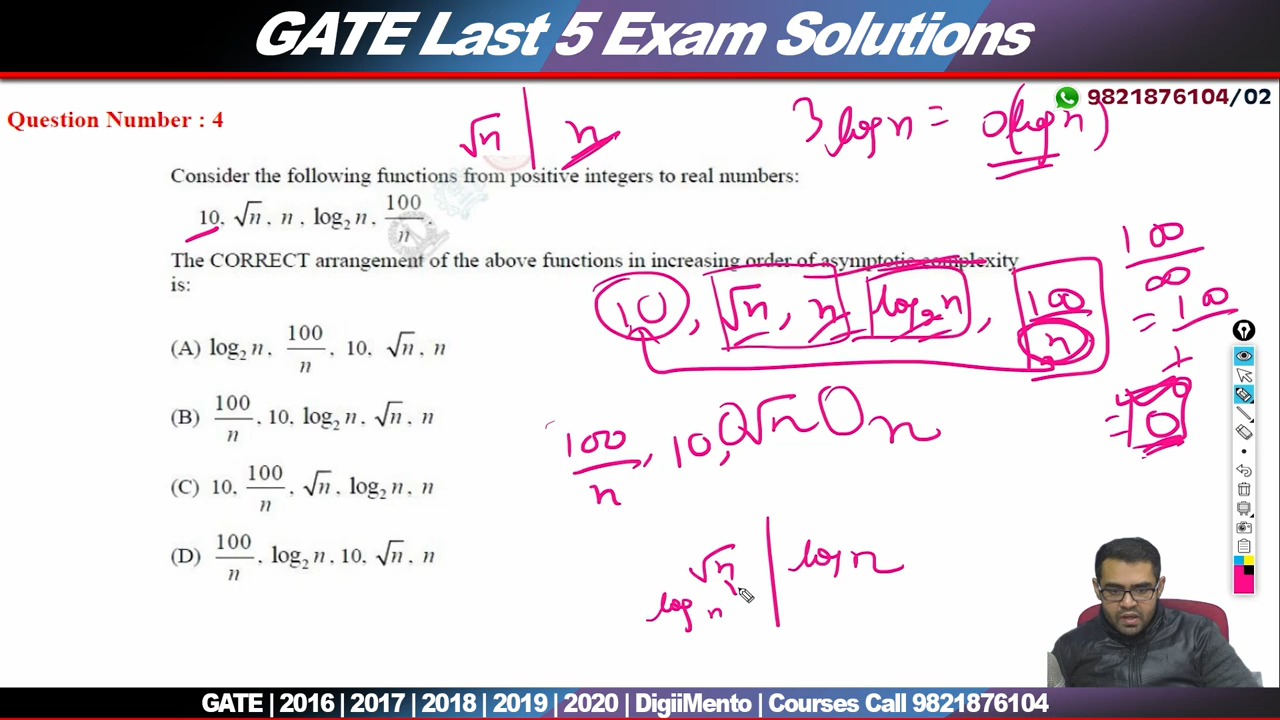 GATE Last 5 Exam Solutions
9821876104/02
Question Number : 4
√n | n
3 log n = O(log n)
Consider the following functions from positive integers to real numbers:
10, √n, n, log₂ n, 100/n.
The CORRECT arrangement of the above functions in increasing order of asymptotic complexity
is:
10, √n, n, log₂n, 100/n
100/∞
= 100/
= 0
(A) log₂ n, 100/n, 10, √n, n
(B) 100/n, 10, log₂ n, √n, n
100/n, 10, √n n
(C) 10, 100/n, √n, log₂ n, n
(D) 100/n, log₂ n, 10, √n, n
√n | log n
log n
GATE | 2016 | 2017 | 2018 | 2019 | 2020 | DigiiMento | Courses Call 9821876104